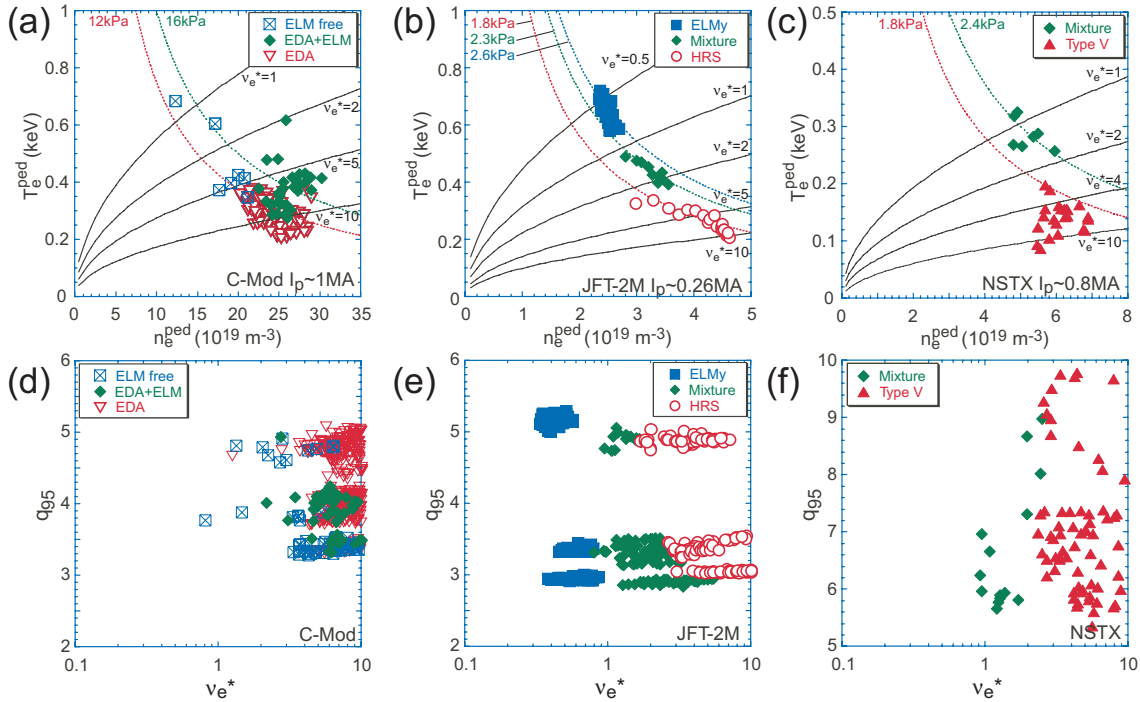 (a)
12kPa
16kPa
ELM free
EDA+ELM
EDA
νe*=1
νe*=2
νe*=5
νe*=10
1
0.8
0.6
0.4
0.2
0
Te^ped (keV)
C-Mod Ip~1MA
0 5 10 15 20 25 30 35
ne^ped (10^19 m-3)
(b)
1.8kPa
2.3kPa
2.6kPa
ELMy
Mixture
HRS
νe*=0.5
νe*=1
νe*=2
νe*=5
νe*=10
1.0
0.8
0.6
0.4
0.2
0
Te^ped (keV)
JFT-2M Ip~0.26MA
0 1 2 3 4 5
ne^ped (10^19 m-3)
(c)
1.8kPa
2.4kPa
Mixture
Type V
νe*=1
νe*=2
νe*=4
νe*=10
0.5
0.4
0.3
0.2
0.1
0
Te^ped (keV)
NSTX Ip~0.8MA
0 2 4 6 8
ne^ped (10^19 m-3)
(d)
ELM free
EDA+ELM
EDA
6
5
4
3
2
q95
C-Mod
0.1 1 10
νe*
(e)
ELMy
Mixture
HRS
6
5
4
3
2
q95
JFT-2M
0.1 1 10
νe*
(f)
Mixture
Type V
10
9
8
7
6
5
q95
NSTX
0.1 1 10
νe*